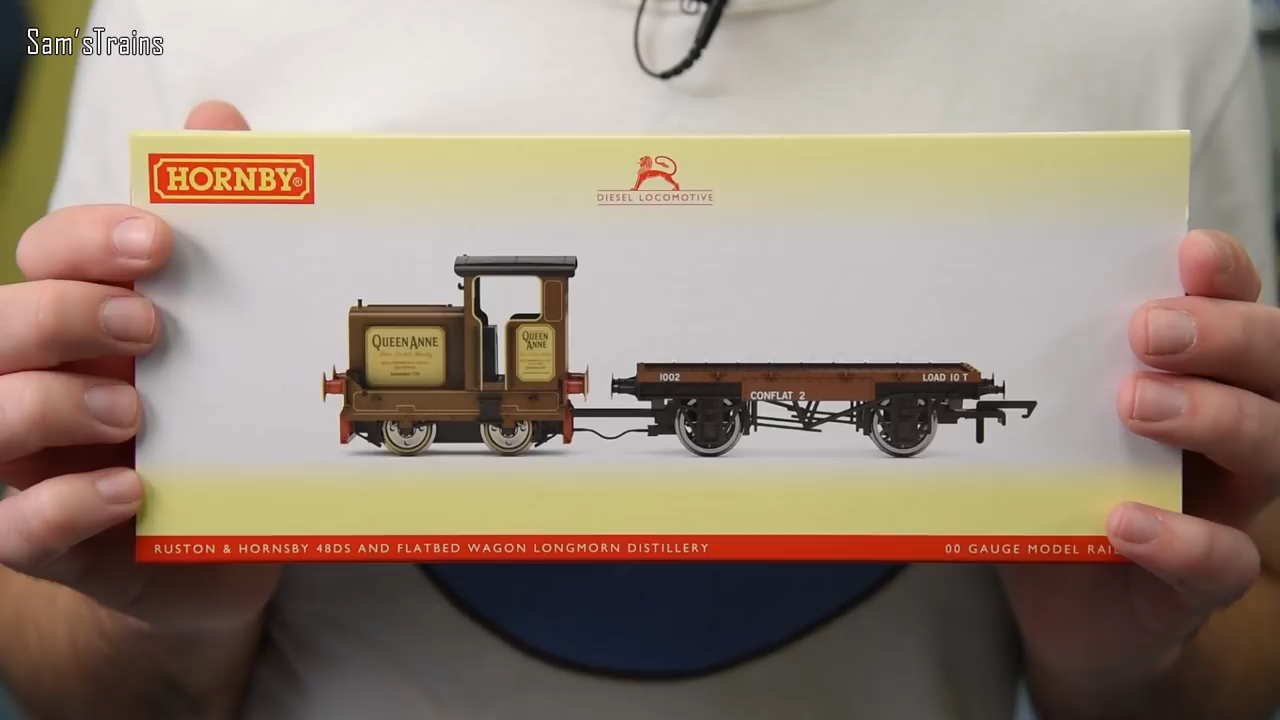 Sam'sTrains
HORNBY®
DIESEL LOCOMOTIVE
QUEEN ANNE
QUEEN
ANNE
1002
LOAD 10 T
CONFLAT 2
RUSTON & HORNSBY 48DS AND FLATBED WAGON LONGMORN DISTILLERY
00 GAUGE MODEL